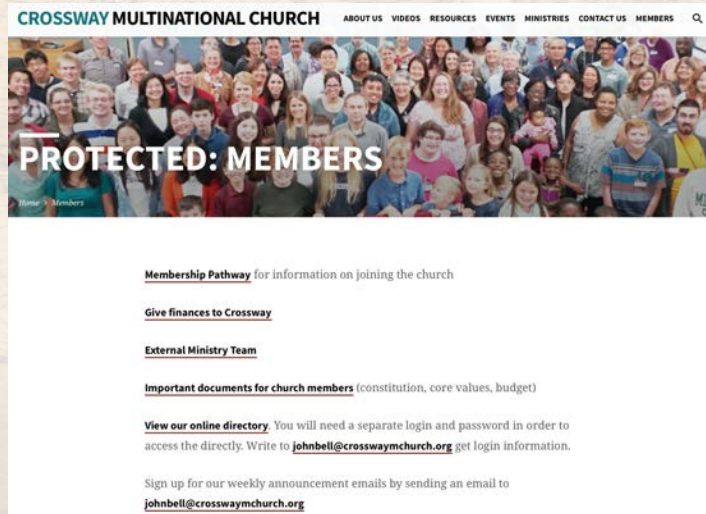 CROSSWAY MULTINATIONAL CHURCH
ABOUT US VIDEOS RESOURCES EVENTS MINISTRIES CONTACT US MEMBERS
PROTECTED: MEMBERS
Home > Members
Membership Pathway for information on joining the church
Give finances to Crossway
External Ministry Team
Important documents for church members (constitution, core values, budget)
View our online directory. You will need a separate login and password in order to
access the directly. Write to johnbell@crosswaymchurch.org get login information.
Sign up for our weekly announcement emails by sending an email to
johnbell@crosswaymchurch.org